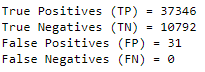 True Positives (TP) = 37346
True Negatives (TN) = 10792
False Positives (FP) = 31
False Negatives (FN) = 0